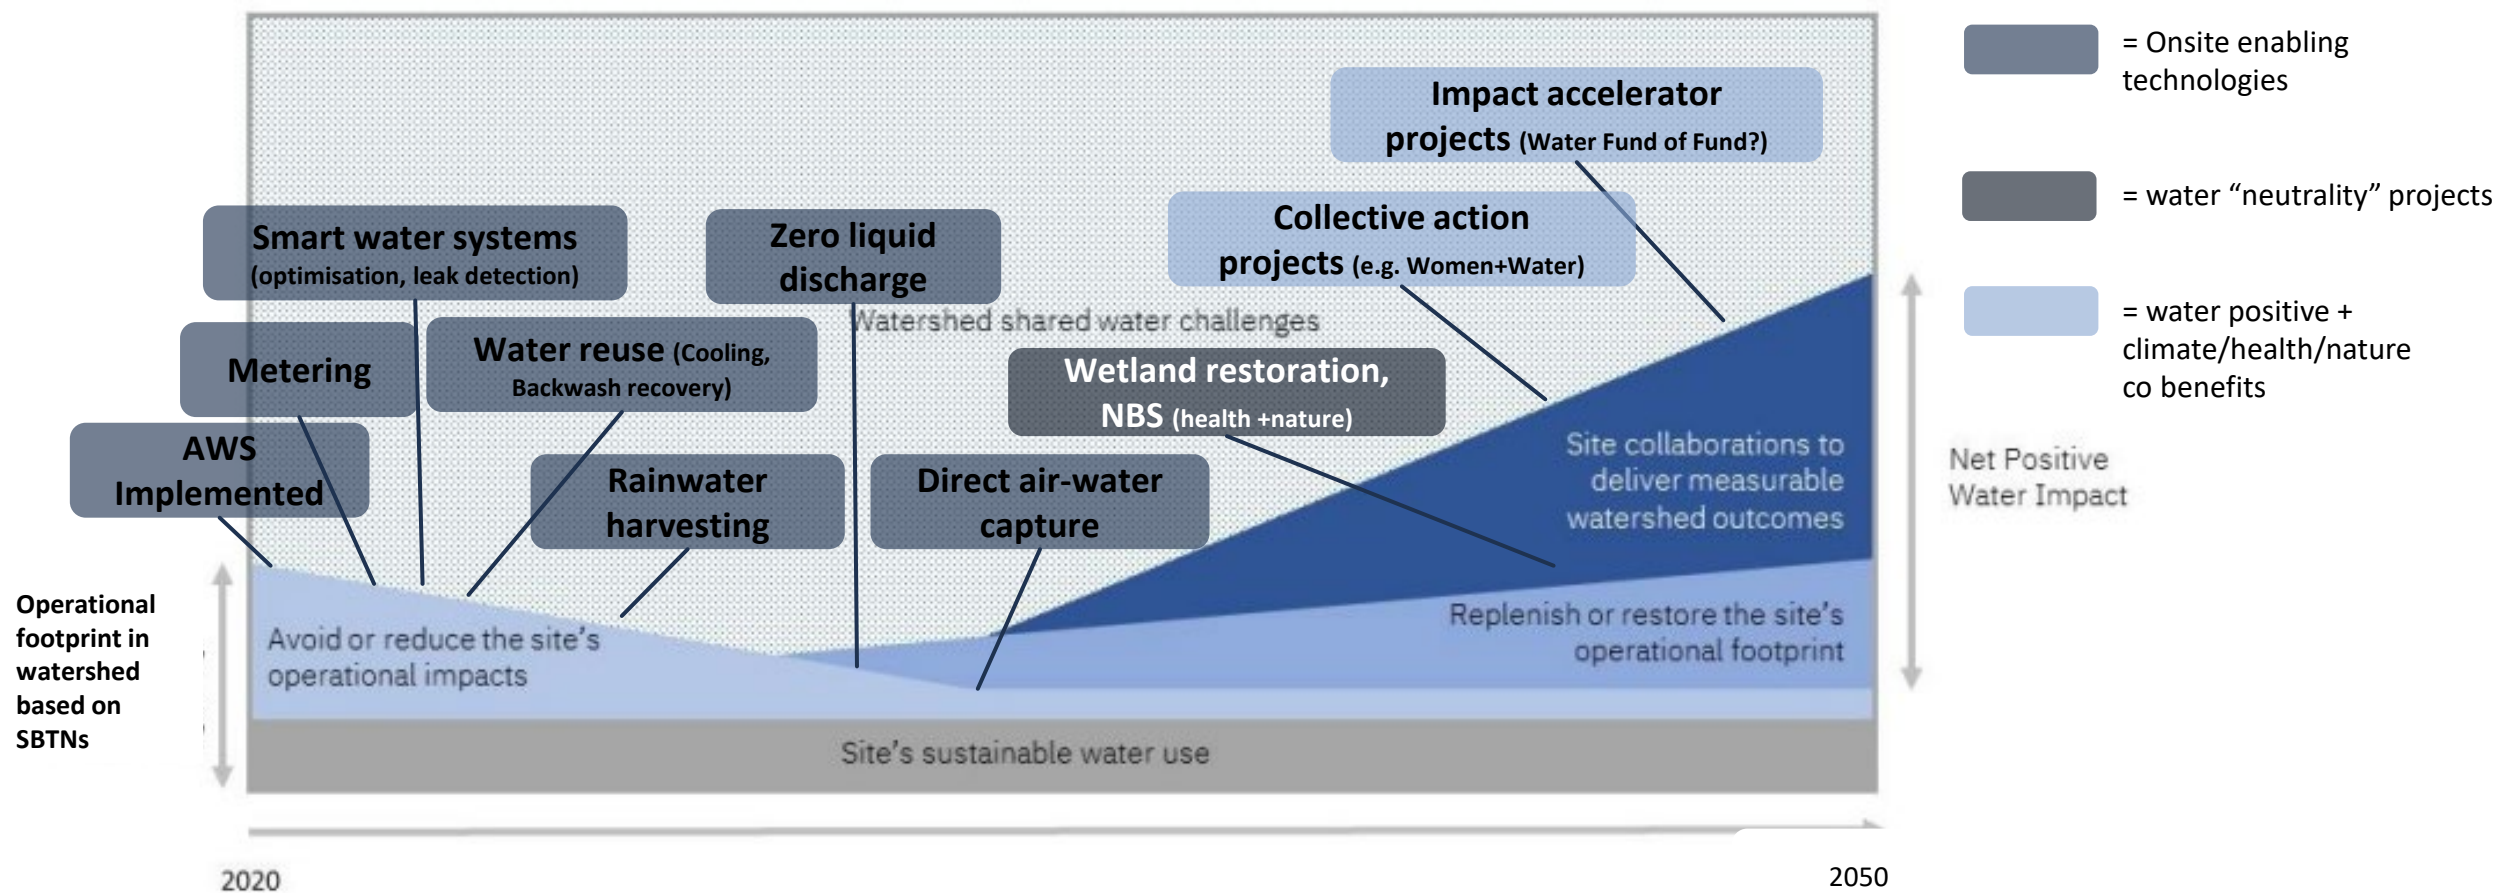 = Onsite enabling
technologies
Impact accelerator
projects (Water Fund of Fund?)
= water “neutrality” projects
Collective action
projects (e.g. Women+Water)
Smart water systems
(optimisation, leak detection)
Zero liquid
discharge
= water positive +
climate/health/nature
co benefits
Watershed shared water challenges
Metering
Water reuse (Cooling,
Backwash recovery)
Wetland restoration,
NBS (health +nature)
AWS
Implemented
Rainwater
harvesting
Direct air-water
capture
Site collaborations to
deliver measurable
watershed outcomes
Net Positive
Water Impact
Operational
footprint in
watershed
based on
SBTNs
Avoid or reduce the site's
operational impacts
Replenish or restore the site's
operational footprint
Site's sustainable water use
2020
2050